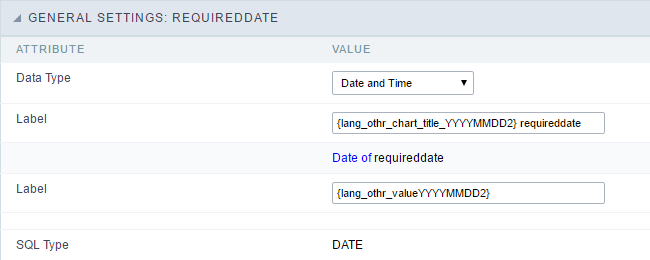 GENERAL SETTINGS: REQUIREDDATE
ATTRIBUTE VALUE
Data Type Date and Time
Label {lang_othr_chart_title_YYYYMMDD2} requireddate
Date of requireddate
Label {lang_othr_valueYYYYMMDD2}
SQL Type DATE